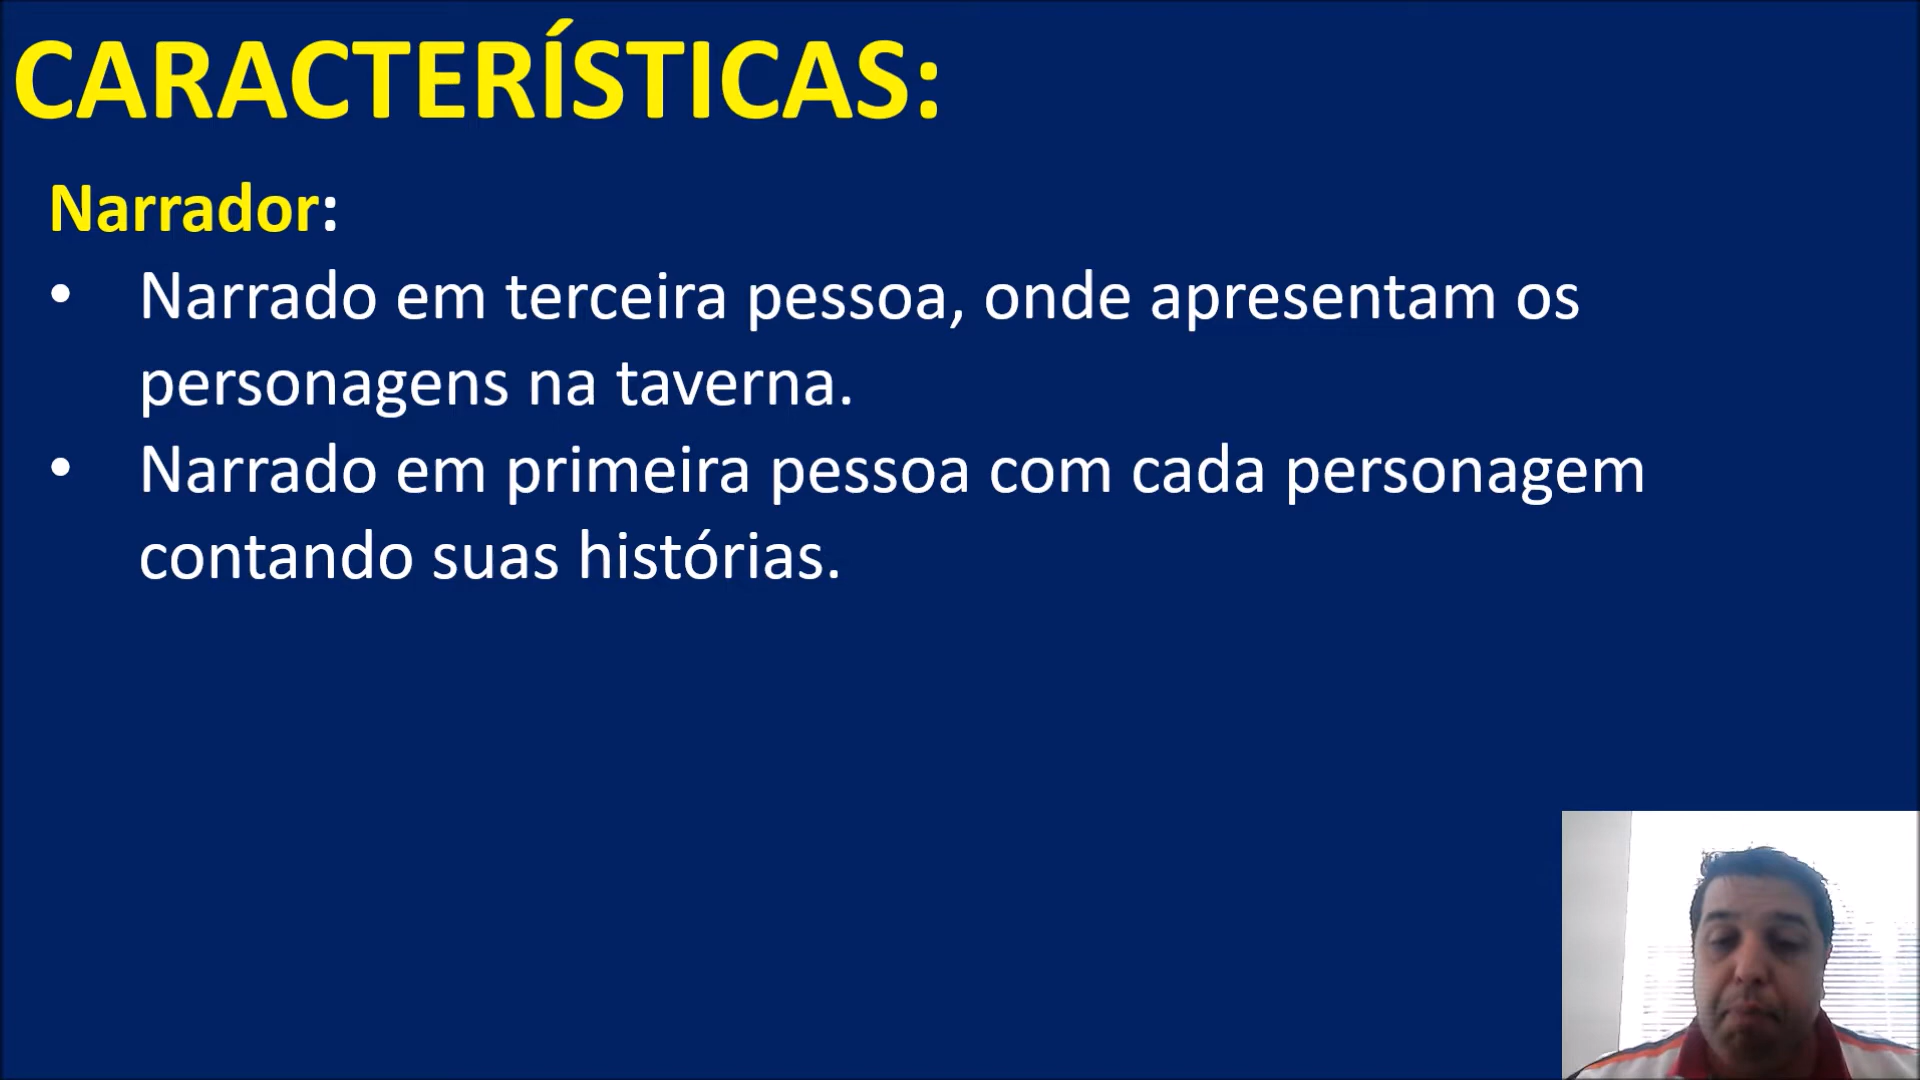 CARACTERÍSTICAS:
Narrador:
• Narrado em terceira pessoa, onde apresentam os
personagens na taverna.
• Narrado em primeira pessoa com cada personagem
contando suas histórias.